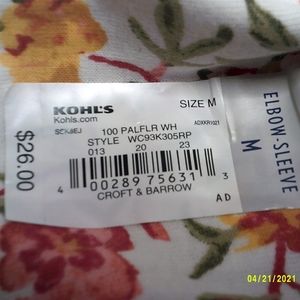 KOHL'S
Kohls.com
SIZE M
100 PALFLR WH
STYLE WC93K305RP
013 20 23
4 00289 75631 3
CROFT & BARROW
AD
$26.00
ELBOW-SLEEVE
M
04/21/2021